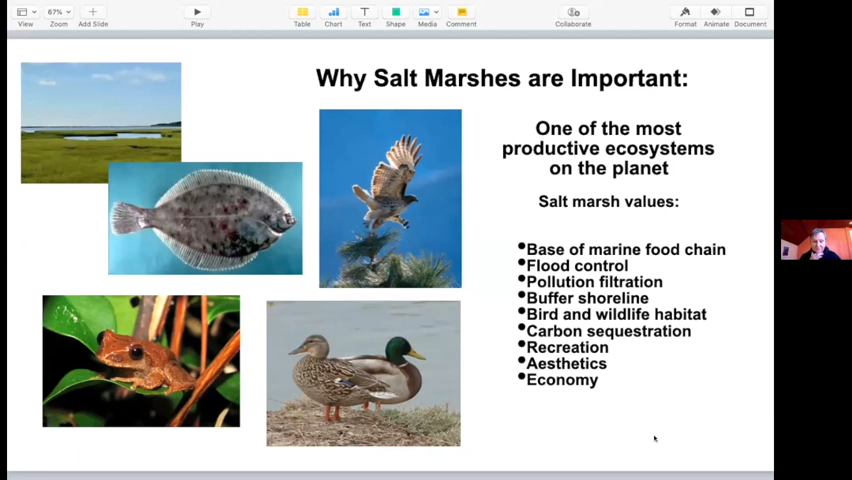 View
67%
Add Slide
Play
Table
Chart
Text
Shape
Media
Comment
Collaborate
Format
Animate
Document
Why Salt Marshes are Important:
One of the most
productive ecosystems
on the planet
Salt marsh values:
•Base of marine food chain
•Flood control
•Pollution filtration
•Buffer shoreline
•Bird and wildlife habitat
•Carbon sequestration
•Recreation
•Aesthetics
•Economy